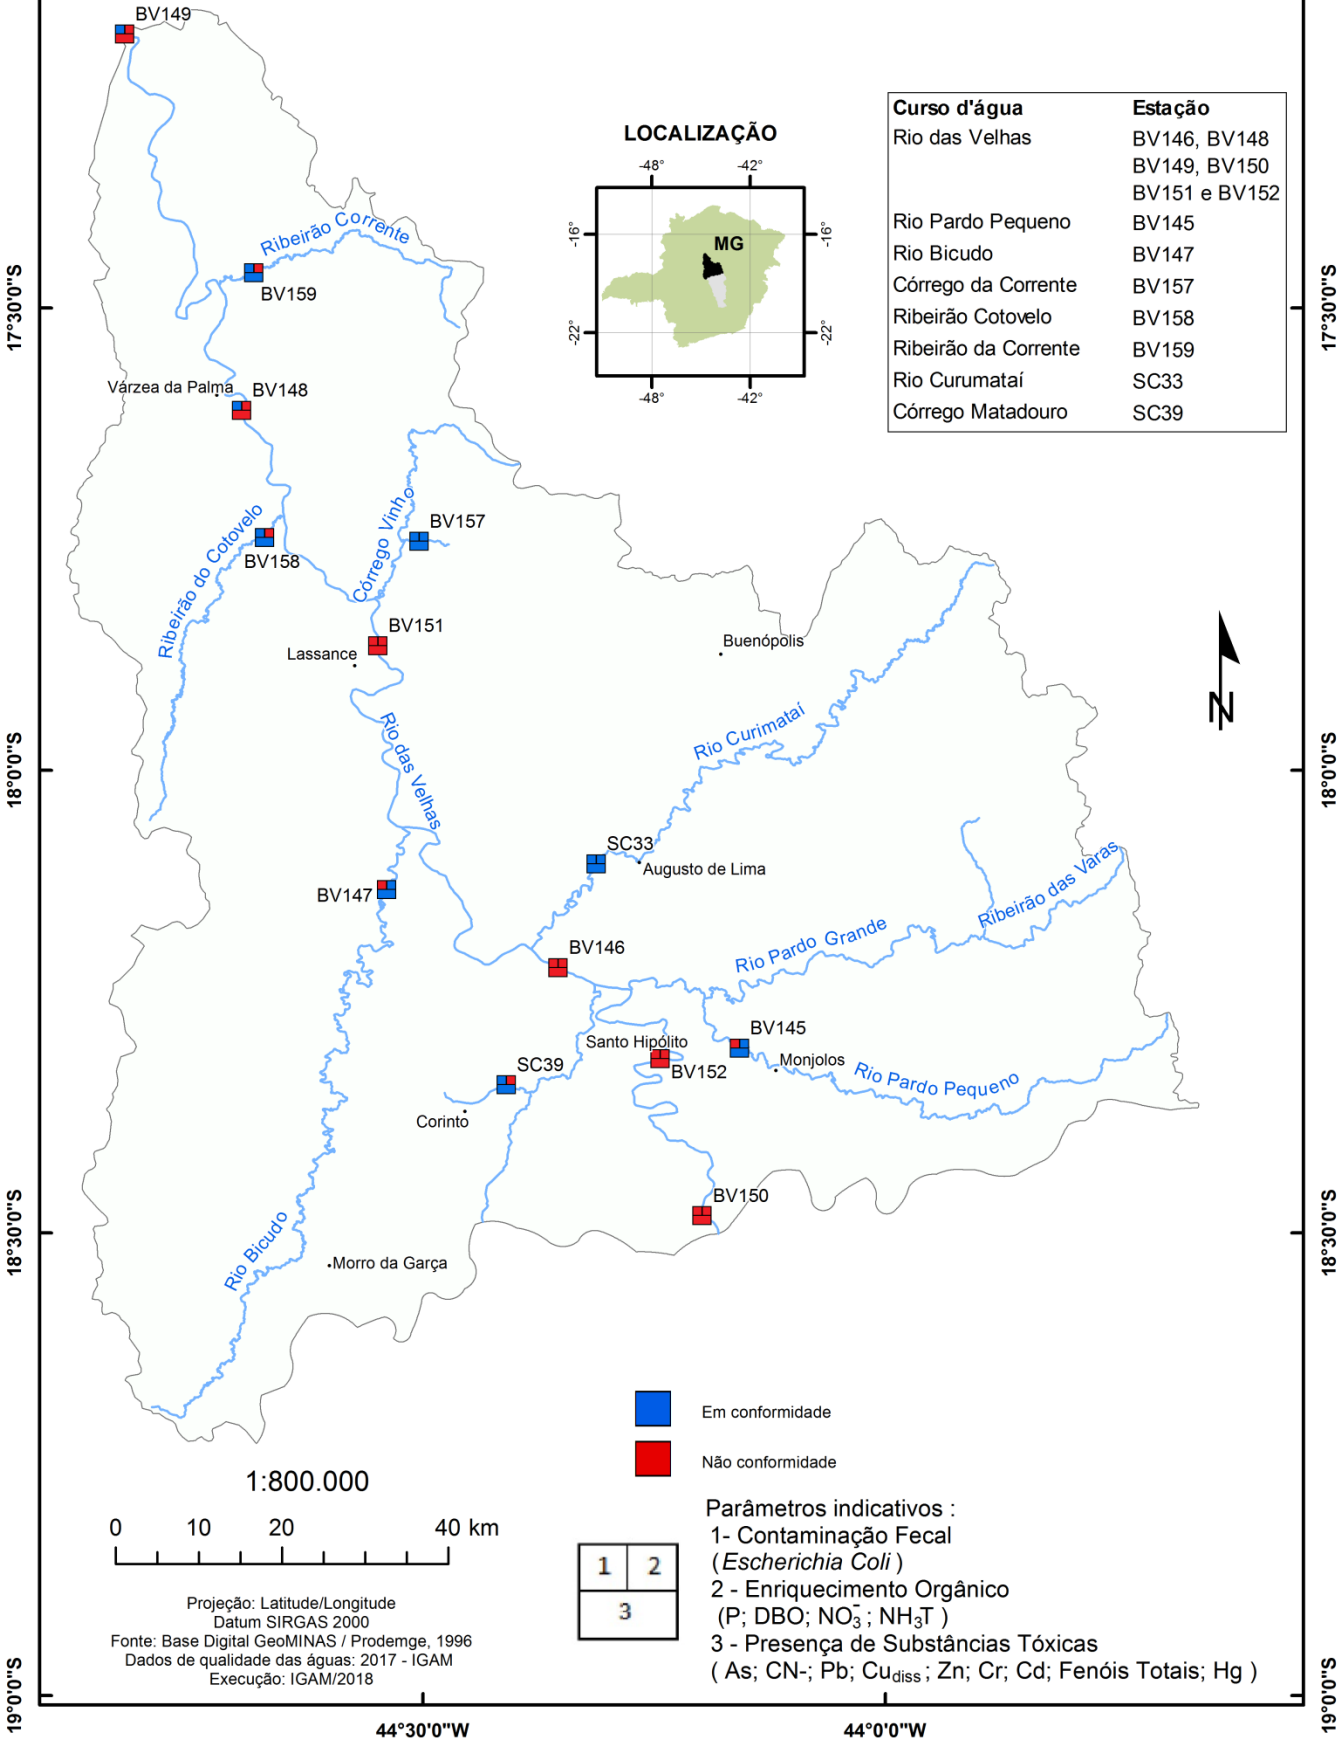 BV149
LOCALIZAÇÃO
-48°
-42°
-16°
-16°
MG
-22°
-22°
-48°
-42°
Curso d'água Estação
Rio das Velhas BV146, BV148
BV149, BV150
BV151 e BV152
Rio Pardo Pequeno BV145
Rio Bicudo BV147
Córrego da Corrente BV157
Ribeirão Cotovelo BV158
Ribeirão da Corrente BV159
Rio Curumataí SC33
Córrego Matadouro SC39
Ribeirão Corrente
BV159
17°30'0"S
17°30'0"S
Várzea da Palma
BV148
Ribeirão do Cotovelo
BV158
Córrego Vinho
BV157
BV151
Lassance
Buenópolis
N
Rio das Velhas
Rio Curimataí
18°0'0"S
18°0'0"S
SC33
Augusto de Lima
BV147
Ribeirão das Varas
Rio Pardo Grande
BV146
BV145
Santo Hipólito
Monjolos
BV152
SC39
Rio Pardo Pequeno
Corinto
BV150
18°30'0"S
18°30'0"S
Rio Bicudo
Morro da Garça
Em conformidade
Não conformidade
1:800.000
0 10 20 40 km
Projeção: Latitude/Longitude
Datum SIRGAS 2000
Fonte: Base Digital GeoMINAS / Prodemge, 1996
Dados de qualidade das águas: 2017 - IGAM
Execução: IGAM/2018
1 2
3
Parâmetros indicativos :
1- Contaminação Fecal
(Escherichia Coli )
2 - Enriquecimento Orgânico
(P; DBO; NO₃⁻; NH₃T )
3 - Presença de Substâncias Tóxicas
( As; CN-; Pb; Cudiss ; Zn; Cr; Cd; Fenóis Totais; Hg )
19°0'0"S
19°0'0"S
44°30'0"W
44°0'0"W